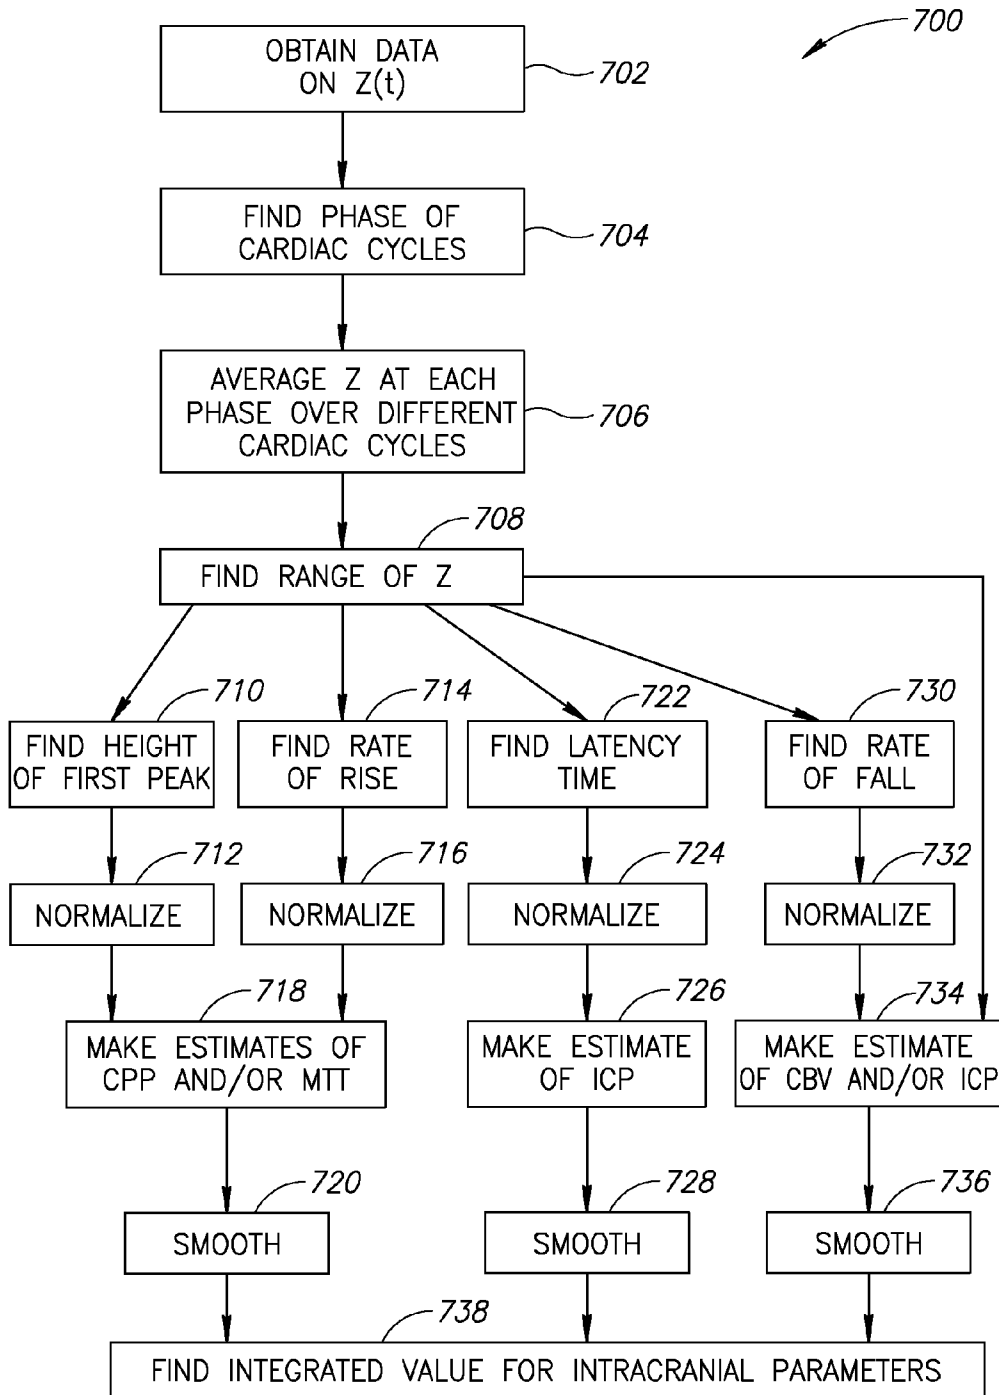 700
OBTAIN DATA
ON Z(t)
702
FIND PHASE OF
CARDIAC CYCLES
704
AVERAGE Z AT EACH
PHASE OVER DIFFERENT
CARDIAC CYCLES
706
708
FIND RANGE OF Z
710
714
722
730
FIND HEIGHT
OF FIRST PEAK
FIND RATE
OF RISE
FIND LATENCY
TIME
FIND RATE
OF FALL
712
716
724
732
NORMALIZE
NORMALIZE
NORMALIZE
NORMALIZE
718
726
734
MAKE ESTIMATES OF
CPP AND/OR MTT
MAKE ESTIMATE
OF ICP
MAKE ESTIMATE
OF CBV AND/OR ICP
720
728
736
SMOOTH
SMOOTH
SMOOTH
738
FIND INTEGRATED VALUE FOR INTRACRANIAL PARAMETERS